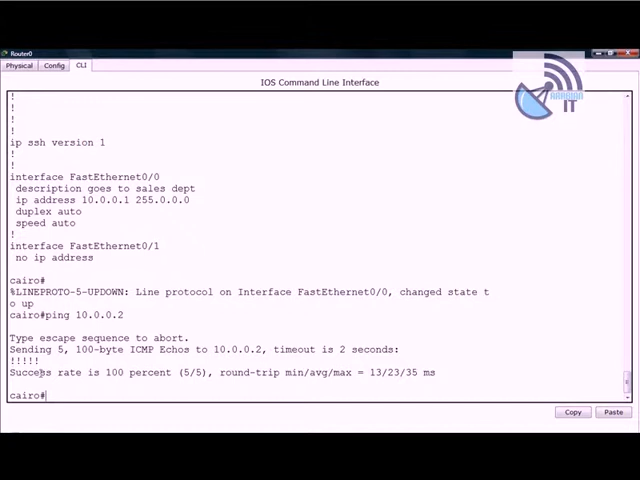 Router0
Physical Config CLI
IOS Command Line Interface
!
!
!
!
ip ssh version 1
!
!
interface FastEthernet0/0
description goes to sales dept
ip address 10.0.0.1 255.0.0.0
duplex auto
speed auto
!
interface FastEthernet0/1
no ip address
cairo#
%LINEPROTO-5-UPDOWN: Line protocol on Interface FastEthernet0/0, changed state t
o up
cairo#ping 10.0.0.2
Type escape sequence to abort.
Sending 5, 100-byte ICMP Echos to 10.0.0.2, timeout is 2 seconds:
!!!!!
Success rate is 100 percent (5/5), round-trip min/avg/max = 13/23/35 ms
cairo#
Copy Paste
IT